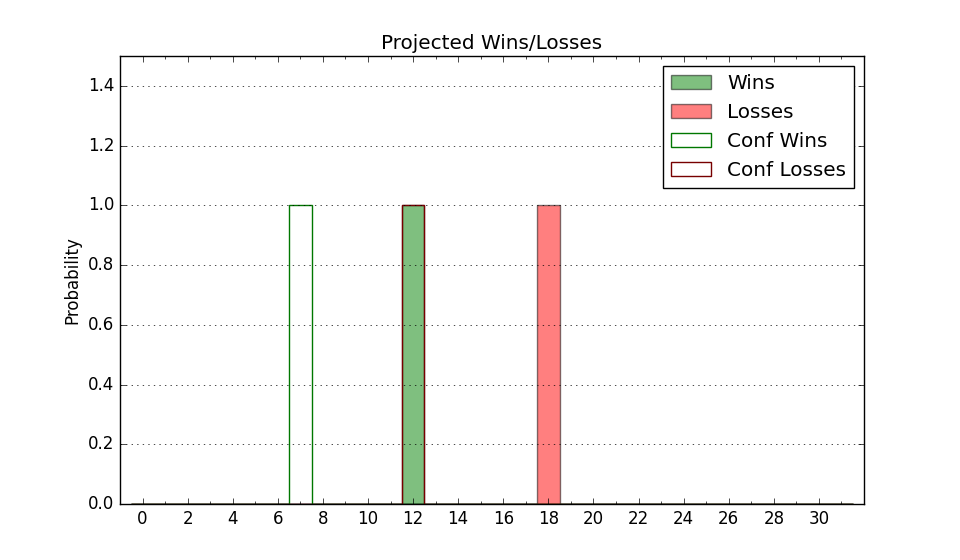 Projected Wins/Losses
Wins
Losses
Conf Wins
Conf Losses
Probability
1.4
1.2
1.0
0.8
0.6
0.4
0.2
0.0
0 2 4 6 8 10 12 14 16 18 20 22 24 26 28 30